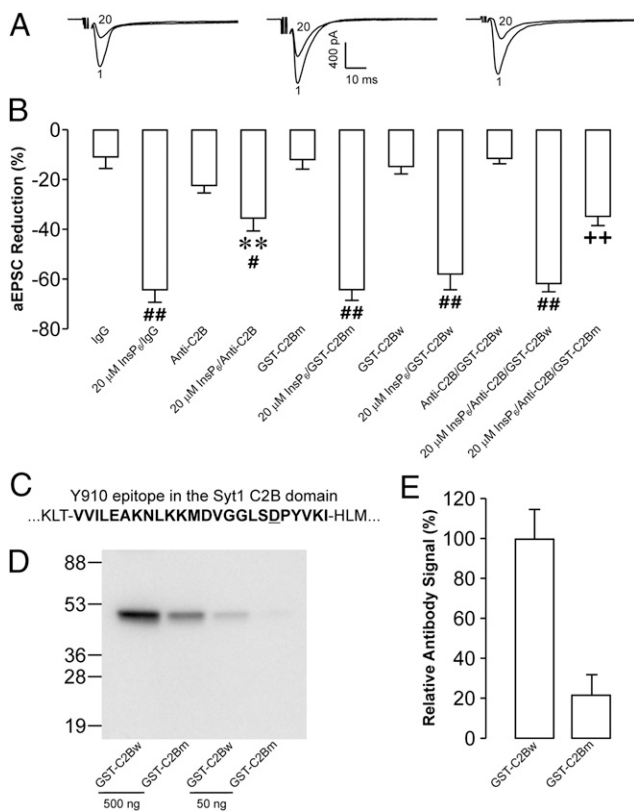 A
20
1
20
1
400 pA
10 ms
20
1
B
aEPSC Reduction (%)
0
-20
-40
-60
-80
##
**
#
##
##
##
++
IgG
20 µM InsP₆/IgG
Anti-C2B
20 µM InsP₆/Anti-C2B
GST-C2Bm
20 µM InsP₆/GST-C2Bm
GST-C2Bw
20 µM InsP₆/GST-C2Bw
Anti-C2B/GST-C2Bw
20 µM InsP₆/Anti-C2B/GST-C2Bw
20 µM InsP₆/Anti-C2B/GST-C2Bm
C
Y910 epitope in the Syt1 C2B domain
...KLT-VVILEAKNLKKMDVGGLSDPYVKI-HLM...
D
88
53
36
28
19
GST-C2Bw
GST-C2Bm
GST-C2Bw
GST-C2Bm
500 ng
50 ng
E
Relative Antibody Signal (%)
120
100
80
60
40
20
0
GST-C2Bw
GST-C2Bm